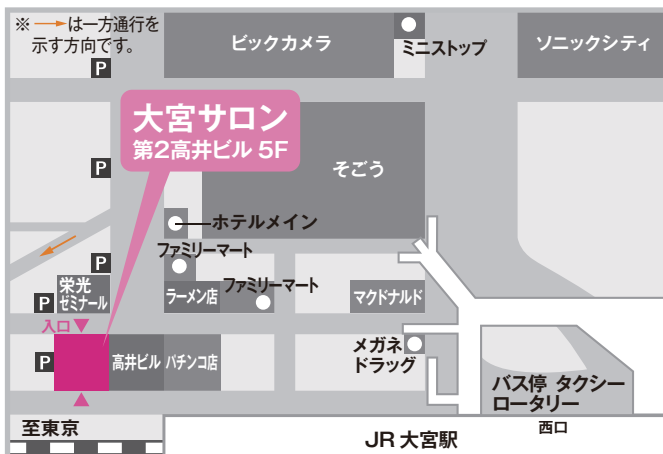 ※→は一方通行を
示す方向です。
P
ビックカメラ
ミニストップ
ソニックシティ
大宮サロン
第2高井ビル 5F
P
そごう
ホテルメイン
ファミリーマート
P
栄光
ゼミナール
P
ラーメン店
ファミリーマート
マクドナルド
入口
P
高井ビル
パチンコ店
メガネ
ドラッグ
バス停 タクシー
ロータリー
至東京
JR 大宮駅
西口